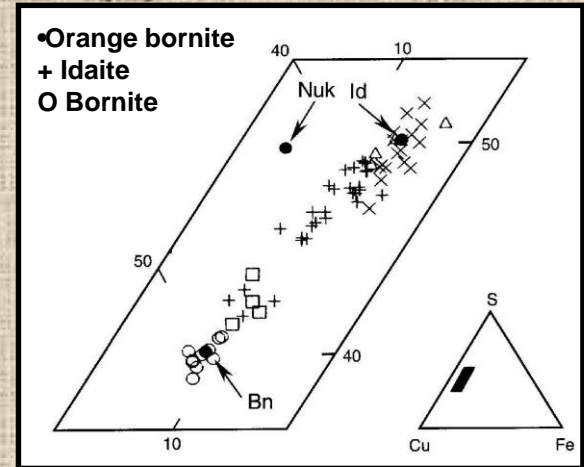 •Orange bornite
+ Idaite
O Bornite
40
10
Nuk
Id
50
50
40
Bn
10
S
Cu
Fe